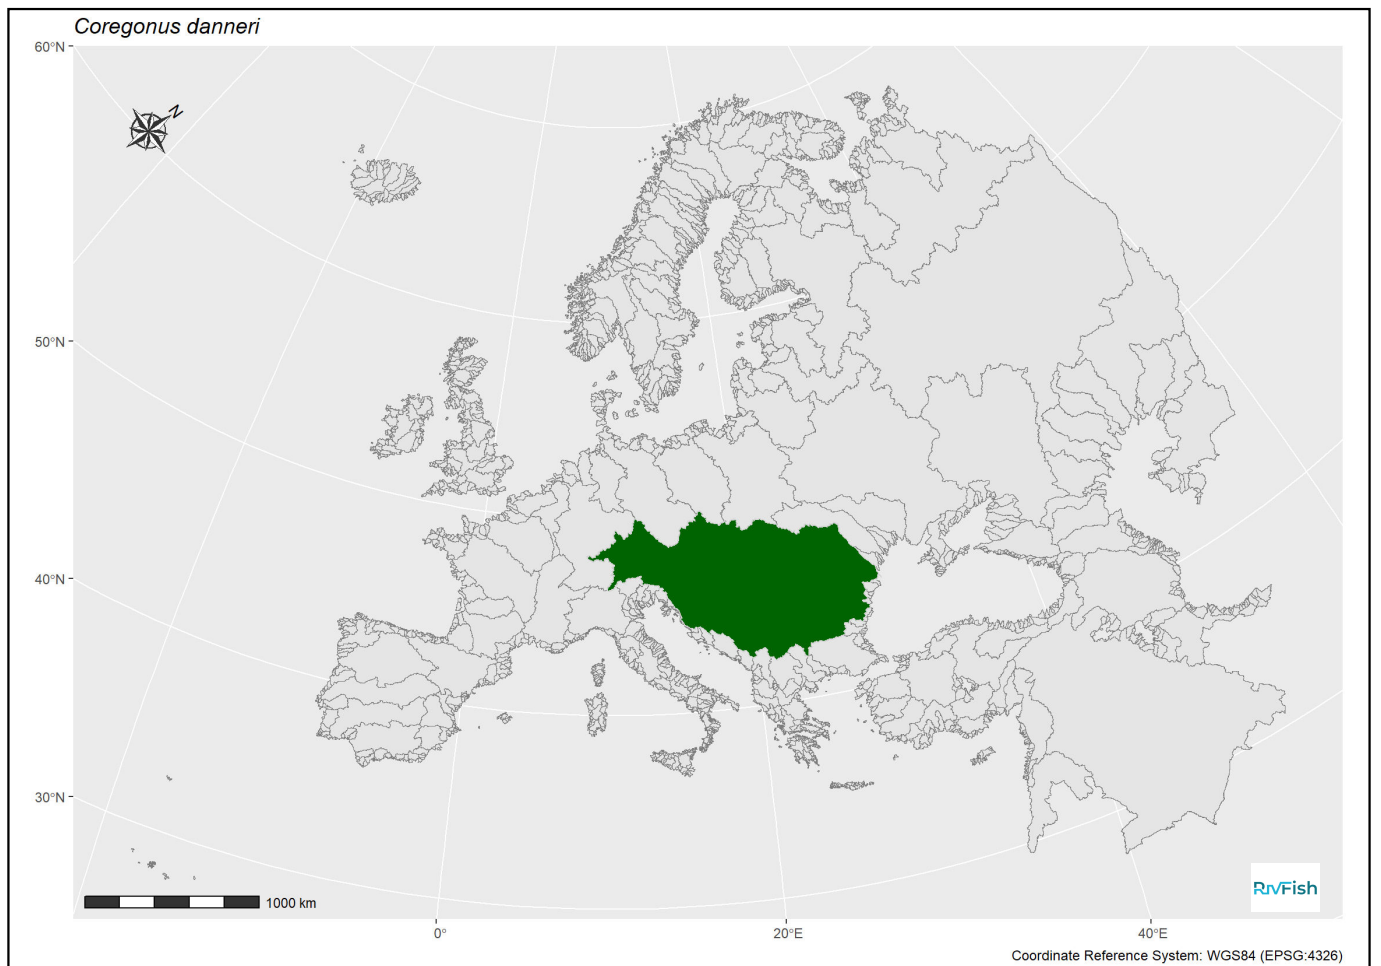 Coregonus danneri
60°N
N
50°N
40°N
30°N
1000 km
RIVFish
0°
20°E
40°E
Coordinate Reference System: WGS84 (EPSG:4326)